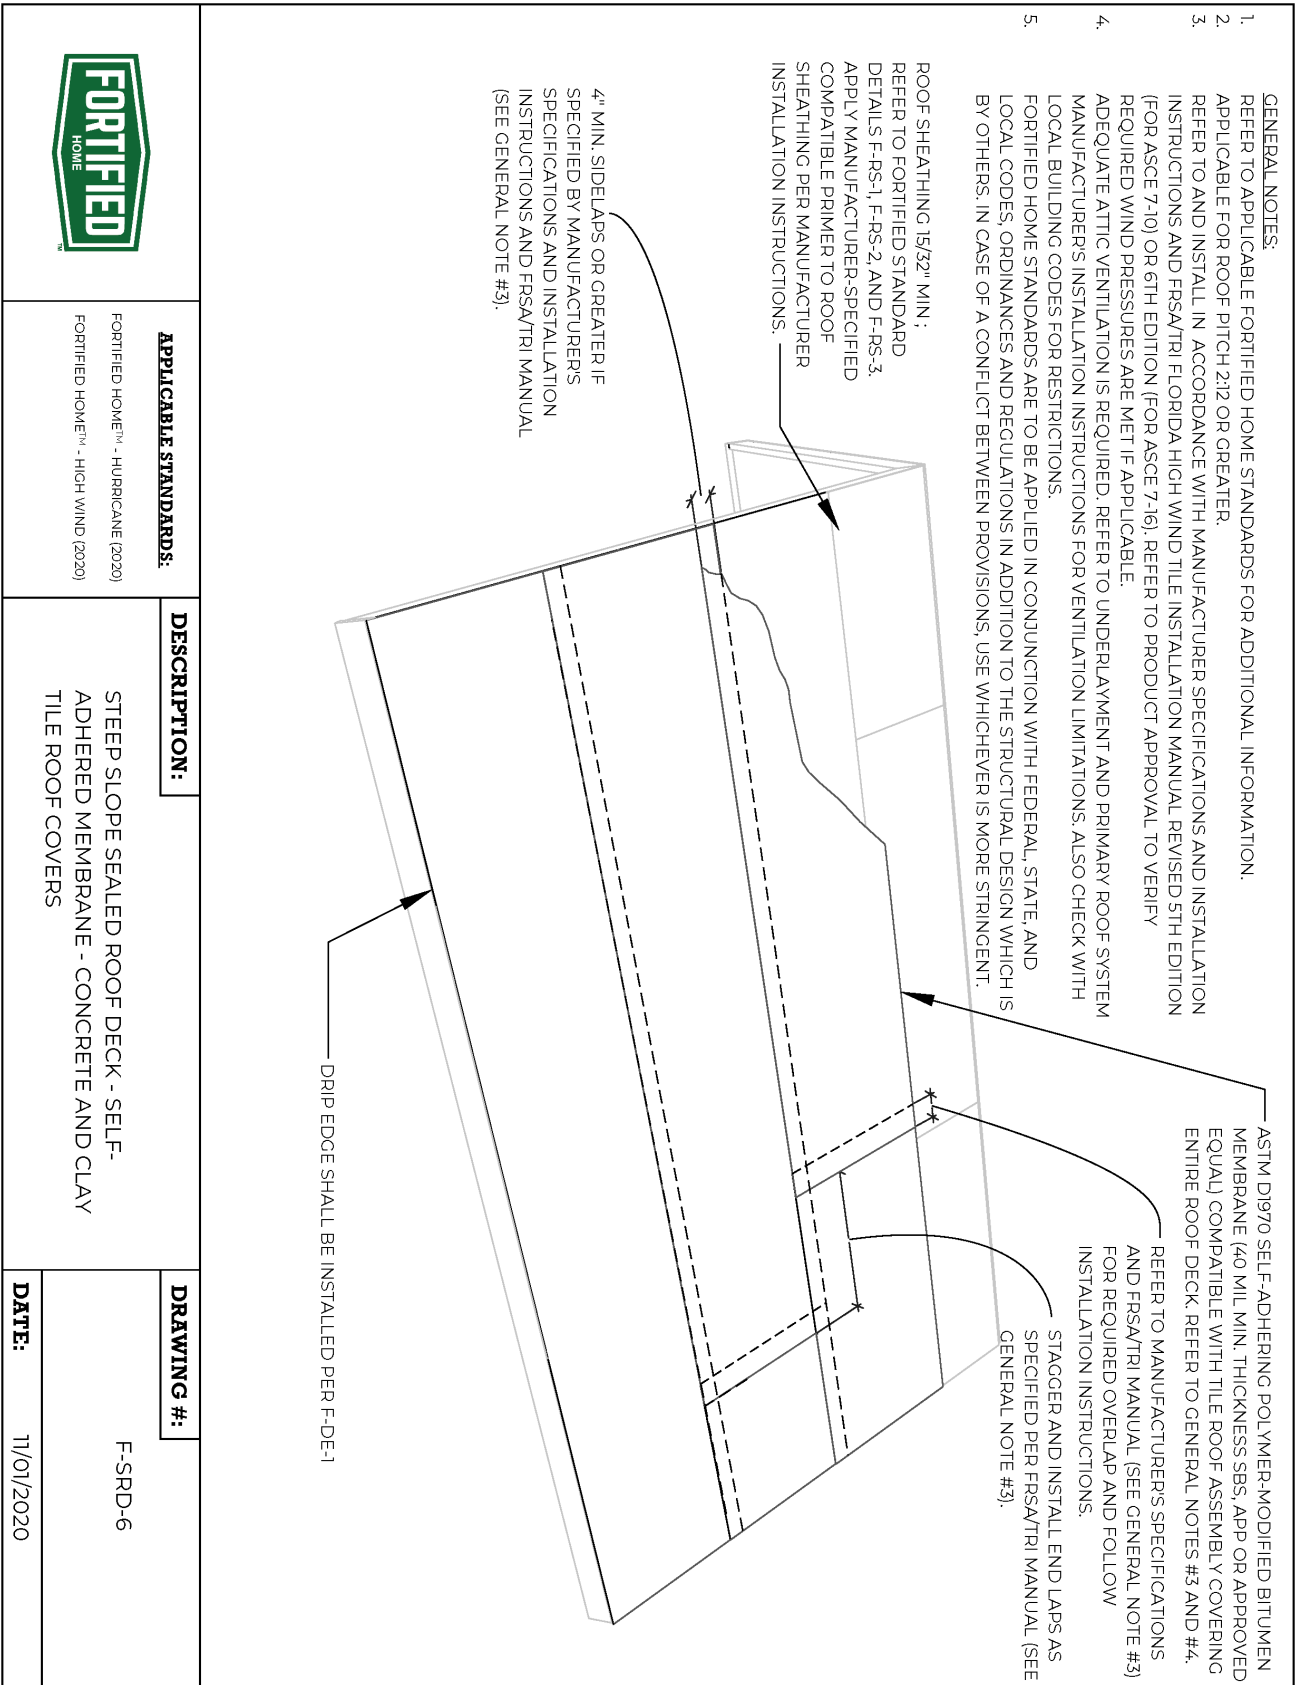 GENERAL NOTES:
1. REFER TO APPLICABLE FORTIFIED HOME STANDARDS FOR ADDITIONAL INFORMATION.
2. APPLICABLE FOR ROOF PITCH 2:12 OR GREATER.
3. REFER TO AND INSTALL IN ACCORDANCE WITH MANUFACTURER SPECIFICATIONS AND INSTALLATION
INSTRUCTIONS AND FRSA/TRI FLORIDA HIGH WIND TILE INSTALLATION MANUAL REVISED 5TH EDITION
(FOR ASCE 7-10) OR 6TH EDITION (FOR ASCE 7-16). REFER TO PRODUCT APPROVAL TO VERIFY
REQUIRED WIND PRESSURES ARE MET IF APPLICABLE.
4. ADEQUATE ATTIC VENTILATION IS REQUIRED. REFER TO UNDERLAYMENT AND PRIMARY ROOF SYSTEM
MANUFACTURER'S INSTALLATION INSTRUCTIONS FOR VENTILATION LIMITATIONS. ALSO CHECK WITH
LOCAL BUILDING CODES FOR RESTRICTIONS.
5. FORTIFIED HOME STANDARDS ARE TO BE APPLIED IN CONJUNCTION WITH FEDERAL, STATE, AND
LOCAL CODES, ORDINANCES AND REGULATIONS IN ADDITION TO THE STRUCTURAL DESIGN WHICH IS
BY OTHERS. IN CASE OF A CONFLICT BETWEEN PROVISIONS, USE WHICHEVER IS MORE STRINGENT.
ASTM D1970 SELF-ADHERING POLYMER-MODIFIED BITUMEN
MEMBRANE (40 MIL MIN. THICKNESS SBS, APP OR APPROVED
EQUAL) COMPATIBLE WITH TILE ROOF ASSEMBLY COVERING
ENTIRE ROOF DECK. REFER TO GENERAL NOTES #3 AND #4.
REFER TO MANUFACTURER'S SPECIFICATIONS
AND FRSA/TRI MANUAL (SEE GENERAL NOTE #3)
FOR REQUIRED OVERLAP AND FOLLOW
INSTALLATION INSTRUCTIONS.
STAGGER AND INSTALL END LAPS AS
SPECIFIED PER FRSA/TRI MANUAL (SEE
GENERAL NOTE #3).
ROOF SHEATHING 15/32" MIN ;
REFER TO FORTIFIED STANDARD
DETAILS F-RS-1, F-RS-2, AND F-RS-3.
APPLY MANUFACTURER-SPECIFIED
COMPATIBLE PRIMER TO ROOF
SHEATHING PER MANUFACTURER
INSTALLATION INSTRUCTIONS.
4" MIN. SIDELAPS OR GREATER IF
SPECIFIED BY MANUFACTURER'S
SPECIFICATIONS AND INSTALLATION
INSTRUCTIONS AND FRSA/TRI MANUAL
(SEE GENERAL NOTE #3).
DRIP EDGE SHALL BE INSTALLED PER F-DE-1
FORTIFIED
HOME
TM
APPLICABLE STANDARDS:
FORTIFIED HOME™ - HURRICANE (2020)
FORTIFIED HOME™ - HIGH WIND (2020)
DESCRIPTION:
STEEP SLOPE SEALED ROOF DECK - SELF-
ADHERED MEMBRANE - CONCRETE AND CLAY
TILE ROOF COVERS
DRAWING #:
F-SRD-6
DATE: 11/01/2020